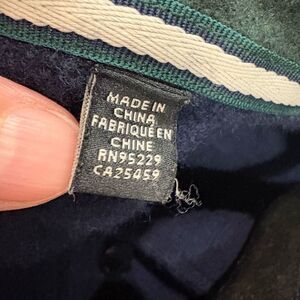 MADE IN
CHINA
FABRIQUÉ EN
CHINE
RN95229
CA25459